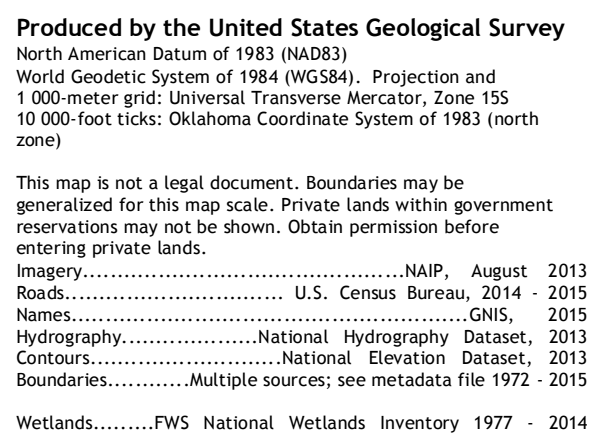 Produced by the United States Geological Survey
North American Datum of 1983 (NAD83)
World Geodetic System of 1984 (WGS84). Projection and
1 000-meter grid: Universal Transverse Mercator, Zone 15S
10 000-foot ticks: Oklahoma Coordinate System of 1983 (north
zone)
This map is not a legal document. Boundaries may be
generalized for this map scale. Private lands within government
reservations may not be shown. Obtain permission before
entering private lands.
Imagery...............................................NAIP, August 2013
Roads................................ U.S. Census Bureau, 2014 - 2015
Names.........................................................GNIS, 2015
Hydrography....................National Hydrography Dataset, 2013
Contours............................National Elevation Dataset, 2013
Boundaries............Multiple sources; see metadata file 1972 - 2015
Wetlands.........FWS National Wetlands Inventory 1977 - 2014